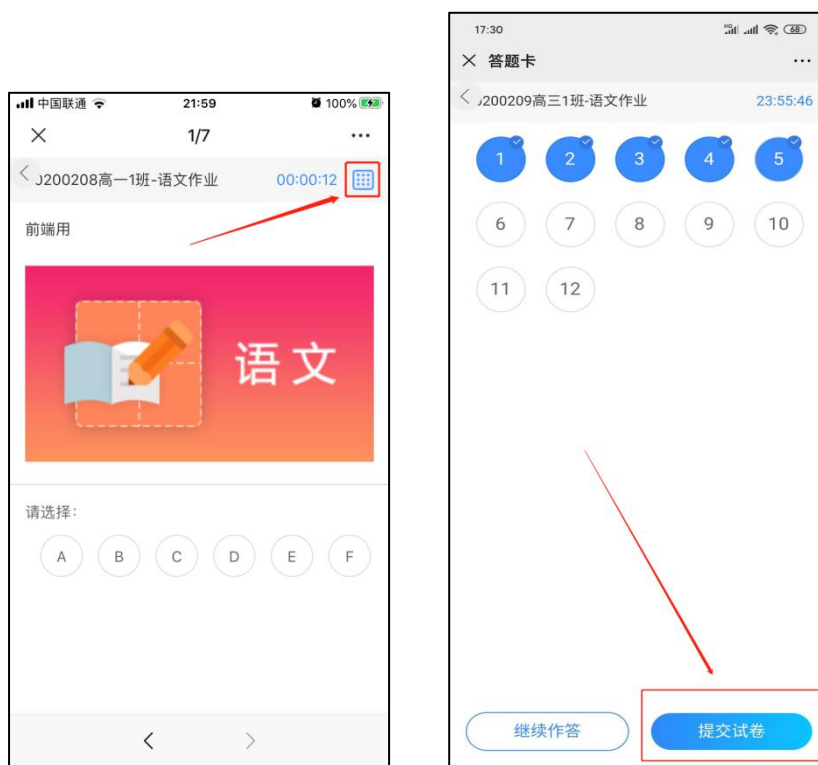 中国联通 21:59 100%
1/7
0200208高一1班-语文作业 00:00:12
前端用
语文
请选择:
A B C D E F
17:30 HD 68
答题卡
200209高三1班-语文作业 23:55:46
1 2 3 4 5
6 7 8 9 10
11 12
继续作答 提交试卷